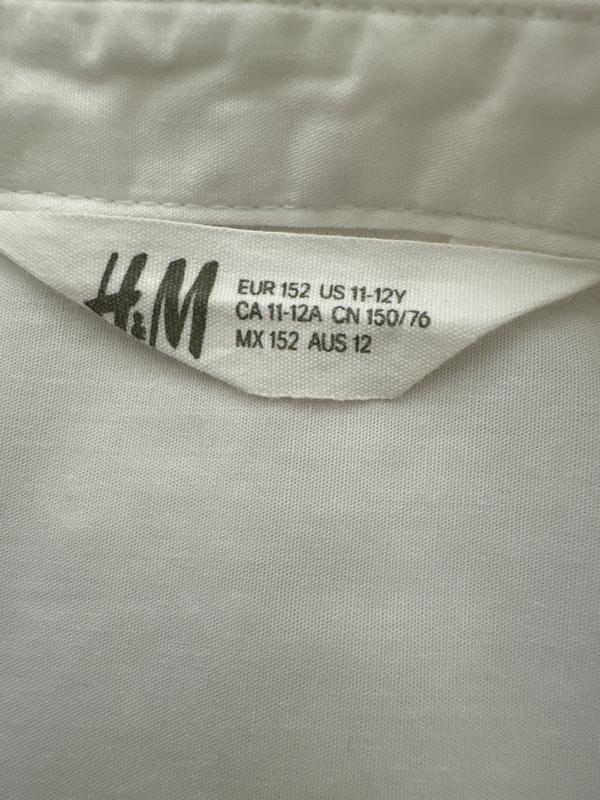 H&M
EUR 152 US 11-12Y
CA 11-12A CN 150/76
MX 152 AUS 12